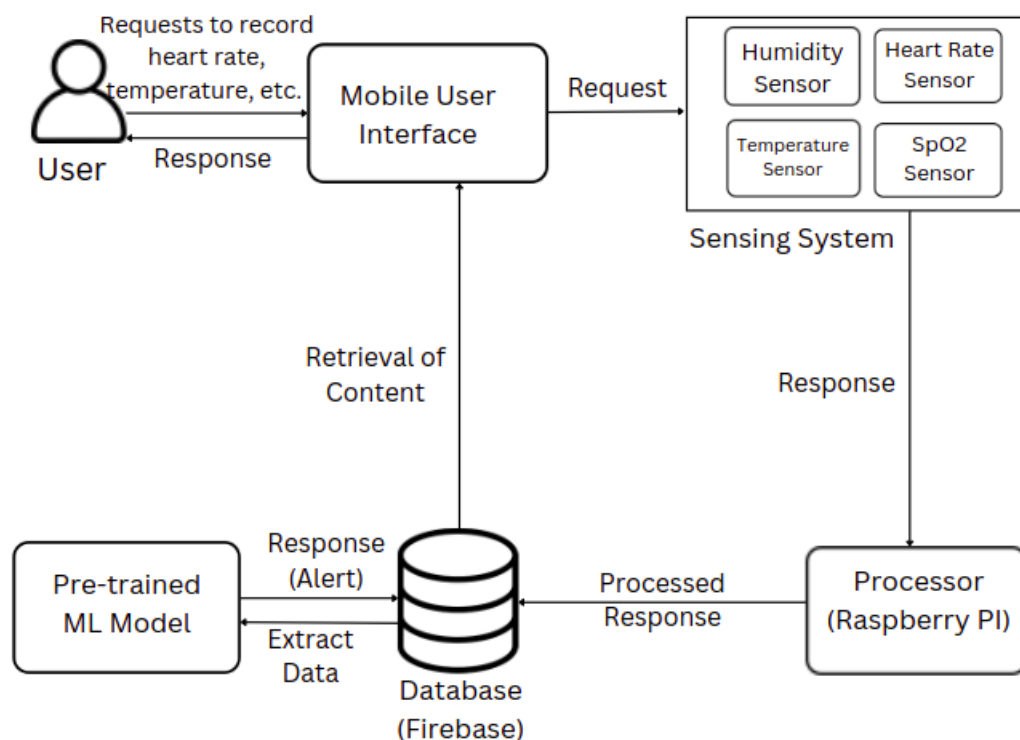 Requests to record
heart rate,
temperature, etc.
User
Response
Mobile User
Interface
Request
Humidity
Sensor
Heart Rate
Sensor
Temperature
Sensor
SpO2
Sensor
Sensing System
Response
Retrieval of
Content
Pre-trained
ML Model
Response
(Alert)
Extract
Data
Database
(Firebase)
Processed
Response
Processor
(Raspberry PI)